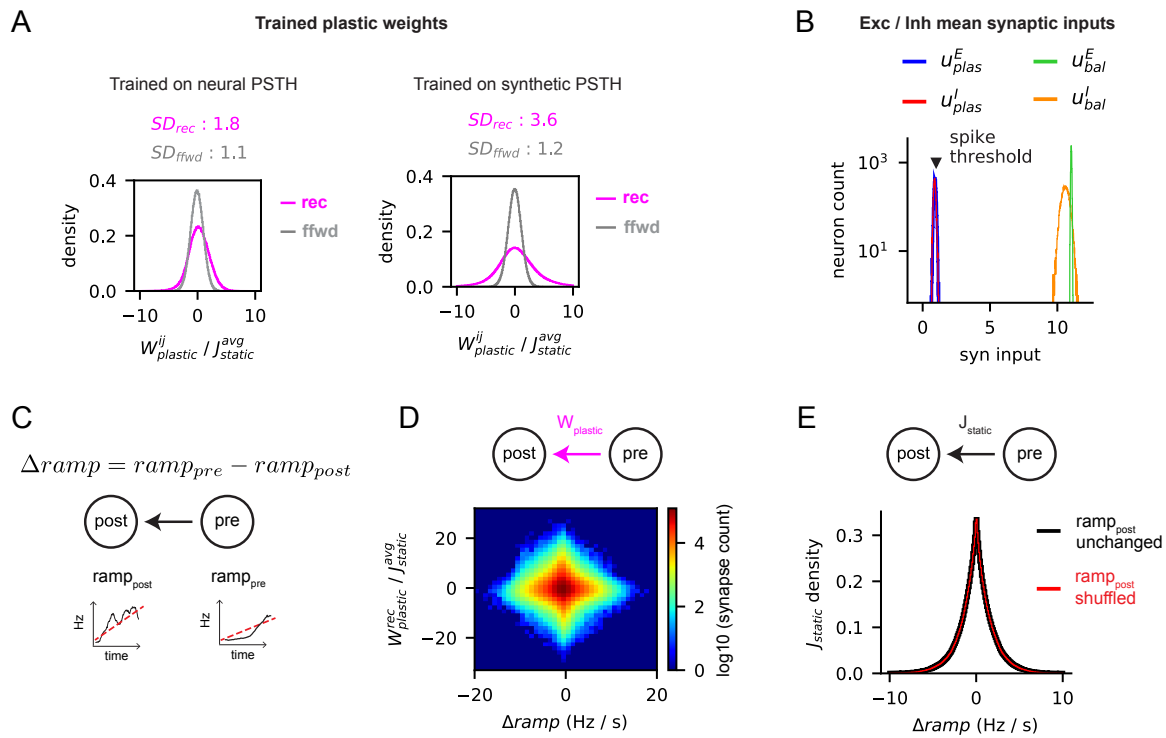 A
Trained plastic weights
Trained on neural PSTH
SD_rec : 1.8
SD_ffwd : 1.1
0.4
0.2
0.0
density
−10 0 10
W^ij_plastic / J^avg_static
rec
ffwd
Trained on synthetic PSTH
SD_rec : 3.6
SD_ffwd : 1.2
0.4
0.2
0.0
density
−10 0 10
W^ij_plastic / J^avg_static
rec
ffwd
B
Exc / Inh mean synaptic inputs
u^E_plas u^E_bal
u^I_plas u^I_bal
spike
threshold
10^3
10^1
neuron count
0 5 10
syn input
C
Δramp = ramp_pre − ramp_post
post pre
ramp_post ramp_pre
Hz Hz
time time
D
W_plastic
post pre
20
0
−20
W^rec_plastic / J^avg_static
−20 0 20
Δramp (Hz / s)
4
2
0
log10 (synapse count)
E
J_static
post pre
0.3
0.2
0.1
0.0
J_static density
−10 0 10
Δramp (Hz / s)
ramp_post
unchanged
ramp_post
shuffled